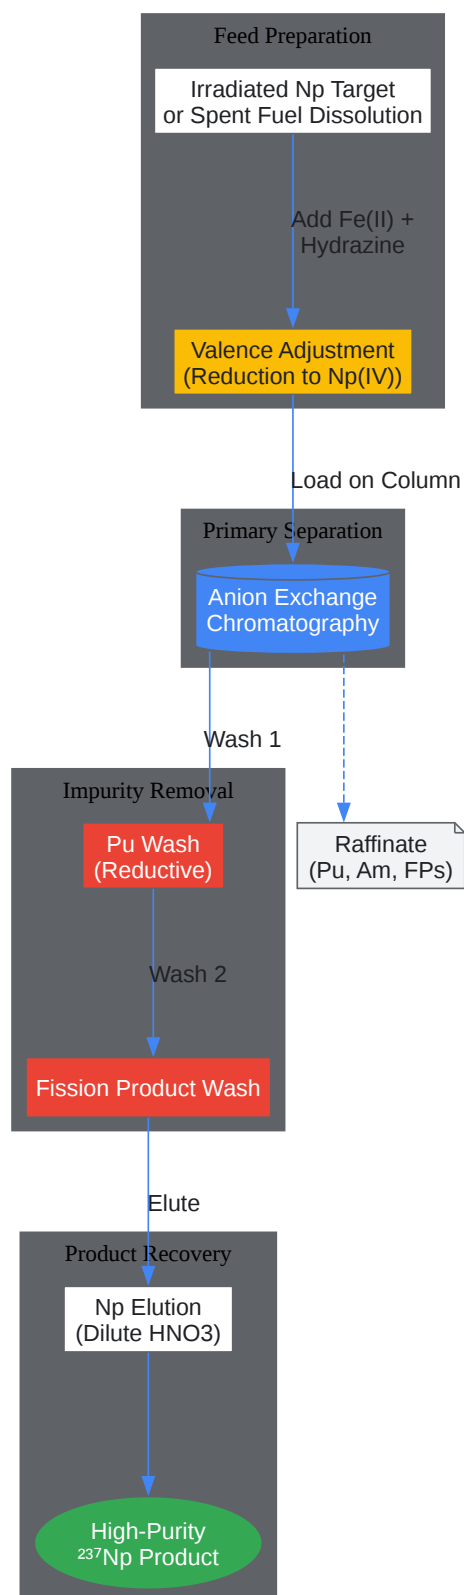 Feed Preparation
Irradiated Np Target
or Spent Fuel Dissolution
Add Fe(II) +
Hydrazine
Valence Adjustment
(Reduction to Np(IV))
Load on Column
Primary Separation
Anion Exchange
Chromatography
Wash 1
Impurity Removal
Pu Wash
(Reductive)
Raffinate
(Pu, Am, FPs)
Wash 2
Fission Product Wash
Elute
Product Recovery
Np Elution
(Dilute HNO3)
High-Purity
²³⁷Np Product